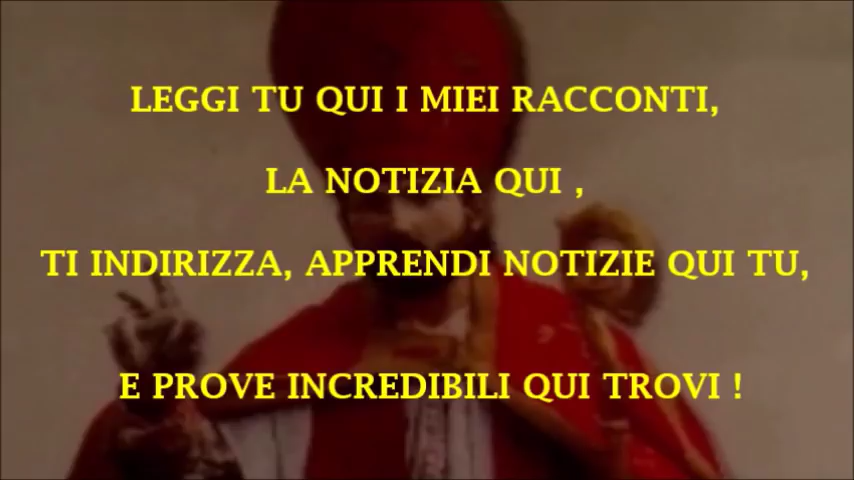 LEGGI TU QUI I MIEI RACCONTI,
LA NOTIZIA QUI ,
TI INDIRIZZA, APPRENDI NOTIZIE QUI TU,
E PROVE INCREDIBILI QUI TROVI !